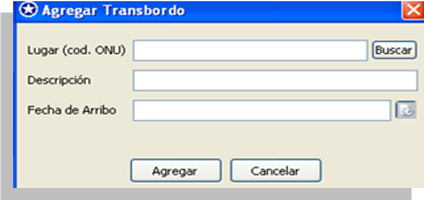 Agregar Transbordo
Lugar (cod. ONU) Buscar
Descripción
Fecha de Arribo
Agregar Cancelar